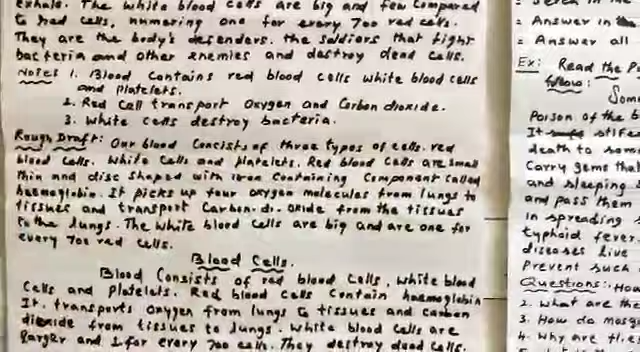 exhale. The white blood cells are big and few compared
to red cells, numering one for every 700 red cells.
They are the body's defenders, the soldiers that fight
bacteria and other enemies and destroy dead cells.
Notes 1. Blood Contains red blood cells white blood cells
and platelets.
2. Red Cell transport Oxygen and Carbon dioxide.
3. White cells destroy bacteria.
Rough Draft: Our blood Consists of three types of cells. red
blood cells. White Cells and platelets. Red blood Cells are small
thin and disc shaped with iron Containing Component called
haemoglobin. It picks up four oxygen molecules from lungs to
tissues and transport Carbon. di. oxide from the tissues
to the lungs. The white blood cells are big and are one for
every 700 red cells.
Blood Cells.
Blood Consists of red blood Cells, white blood
Cells and Platelets. Red blood Cells Contain haemoglobin
It. transports oxygen from lungs to tissues and carbon
dioxide from tissues to lungs. White blood cells are
larger and 1 for every 700 cells. They destroy dead cells.
= Answer in the
= Answer all
Ex: Read the
follow:
Som
Poison of the b
It
death to som
Carry gems tha
and sleeping
and pass them
in spreading
typhoid fever
diseases live
Prevent such
Questions: How
2. What are th
3. How do mosq
4. Why are